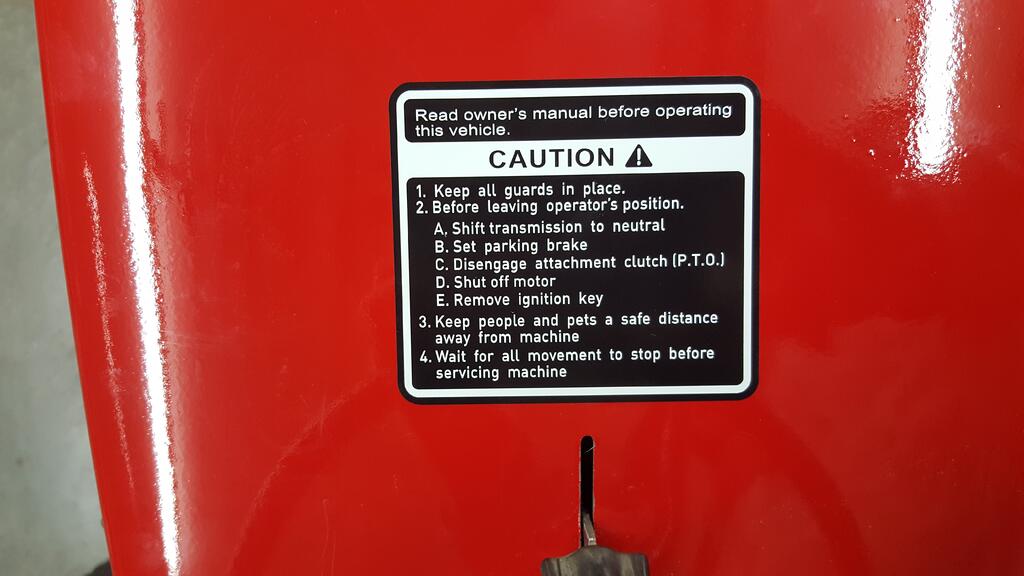 Read owner's manual before operating
this vehicle.
CAUTION
1. Keep all guards in place.
2. Before leaving operator's position.
A. Shift transmission to neutral
B. Set parking brake
C. Disengage attachment clutch (P.T.O.)
D. Shut off motor
E. Remove ignition key
3. Keep people and pets a safe distance
away from machine
4. Wait for all movement to stop before
servicing machine